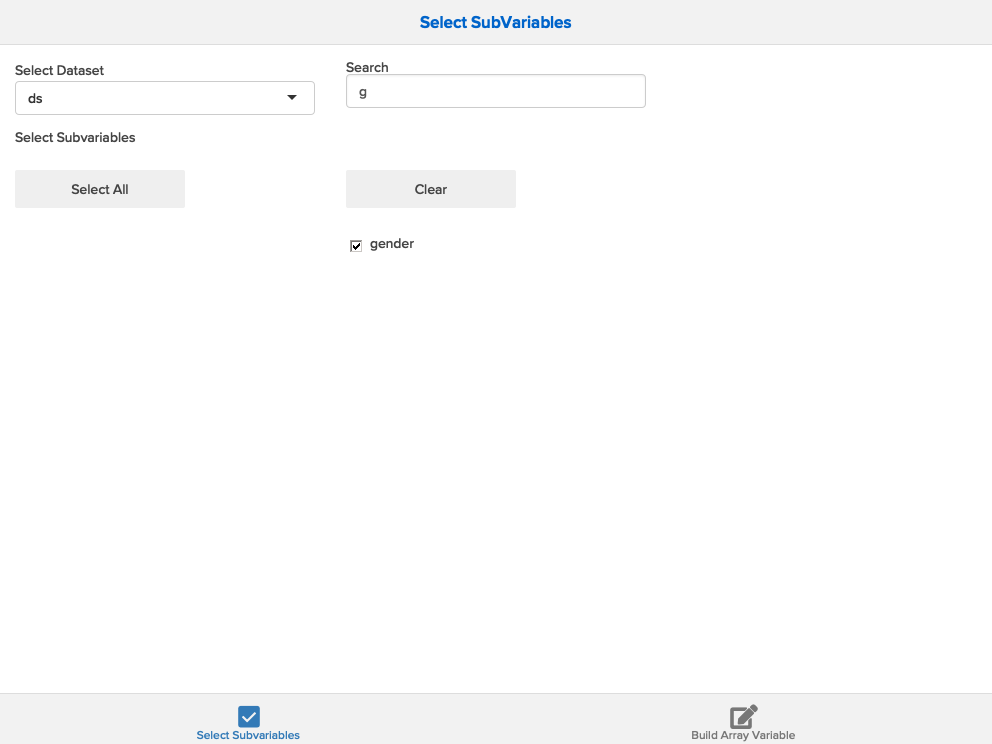 Select SubVariables
Select Dataset
Search
ds
g
Select Subvariables
Select All
Clear
gender
Select Subvariables
Build Array Variable